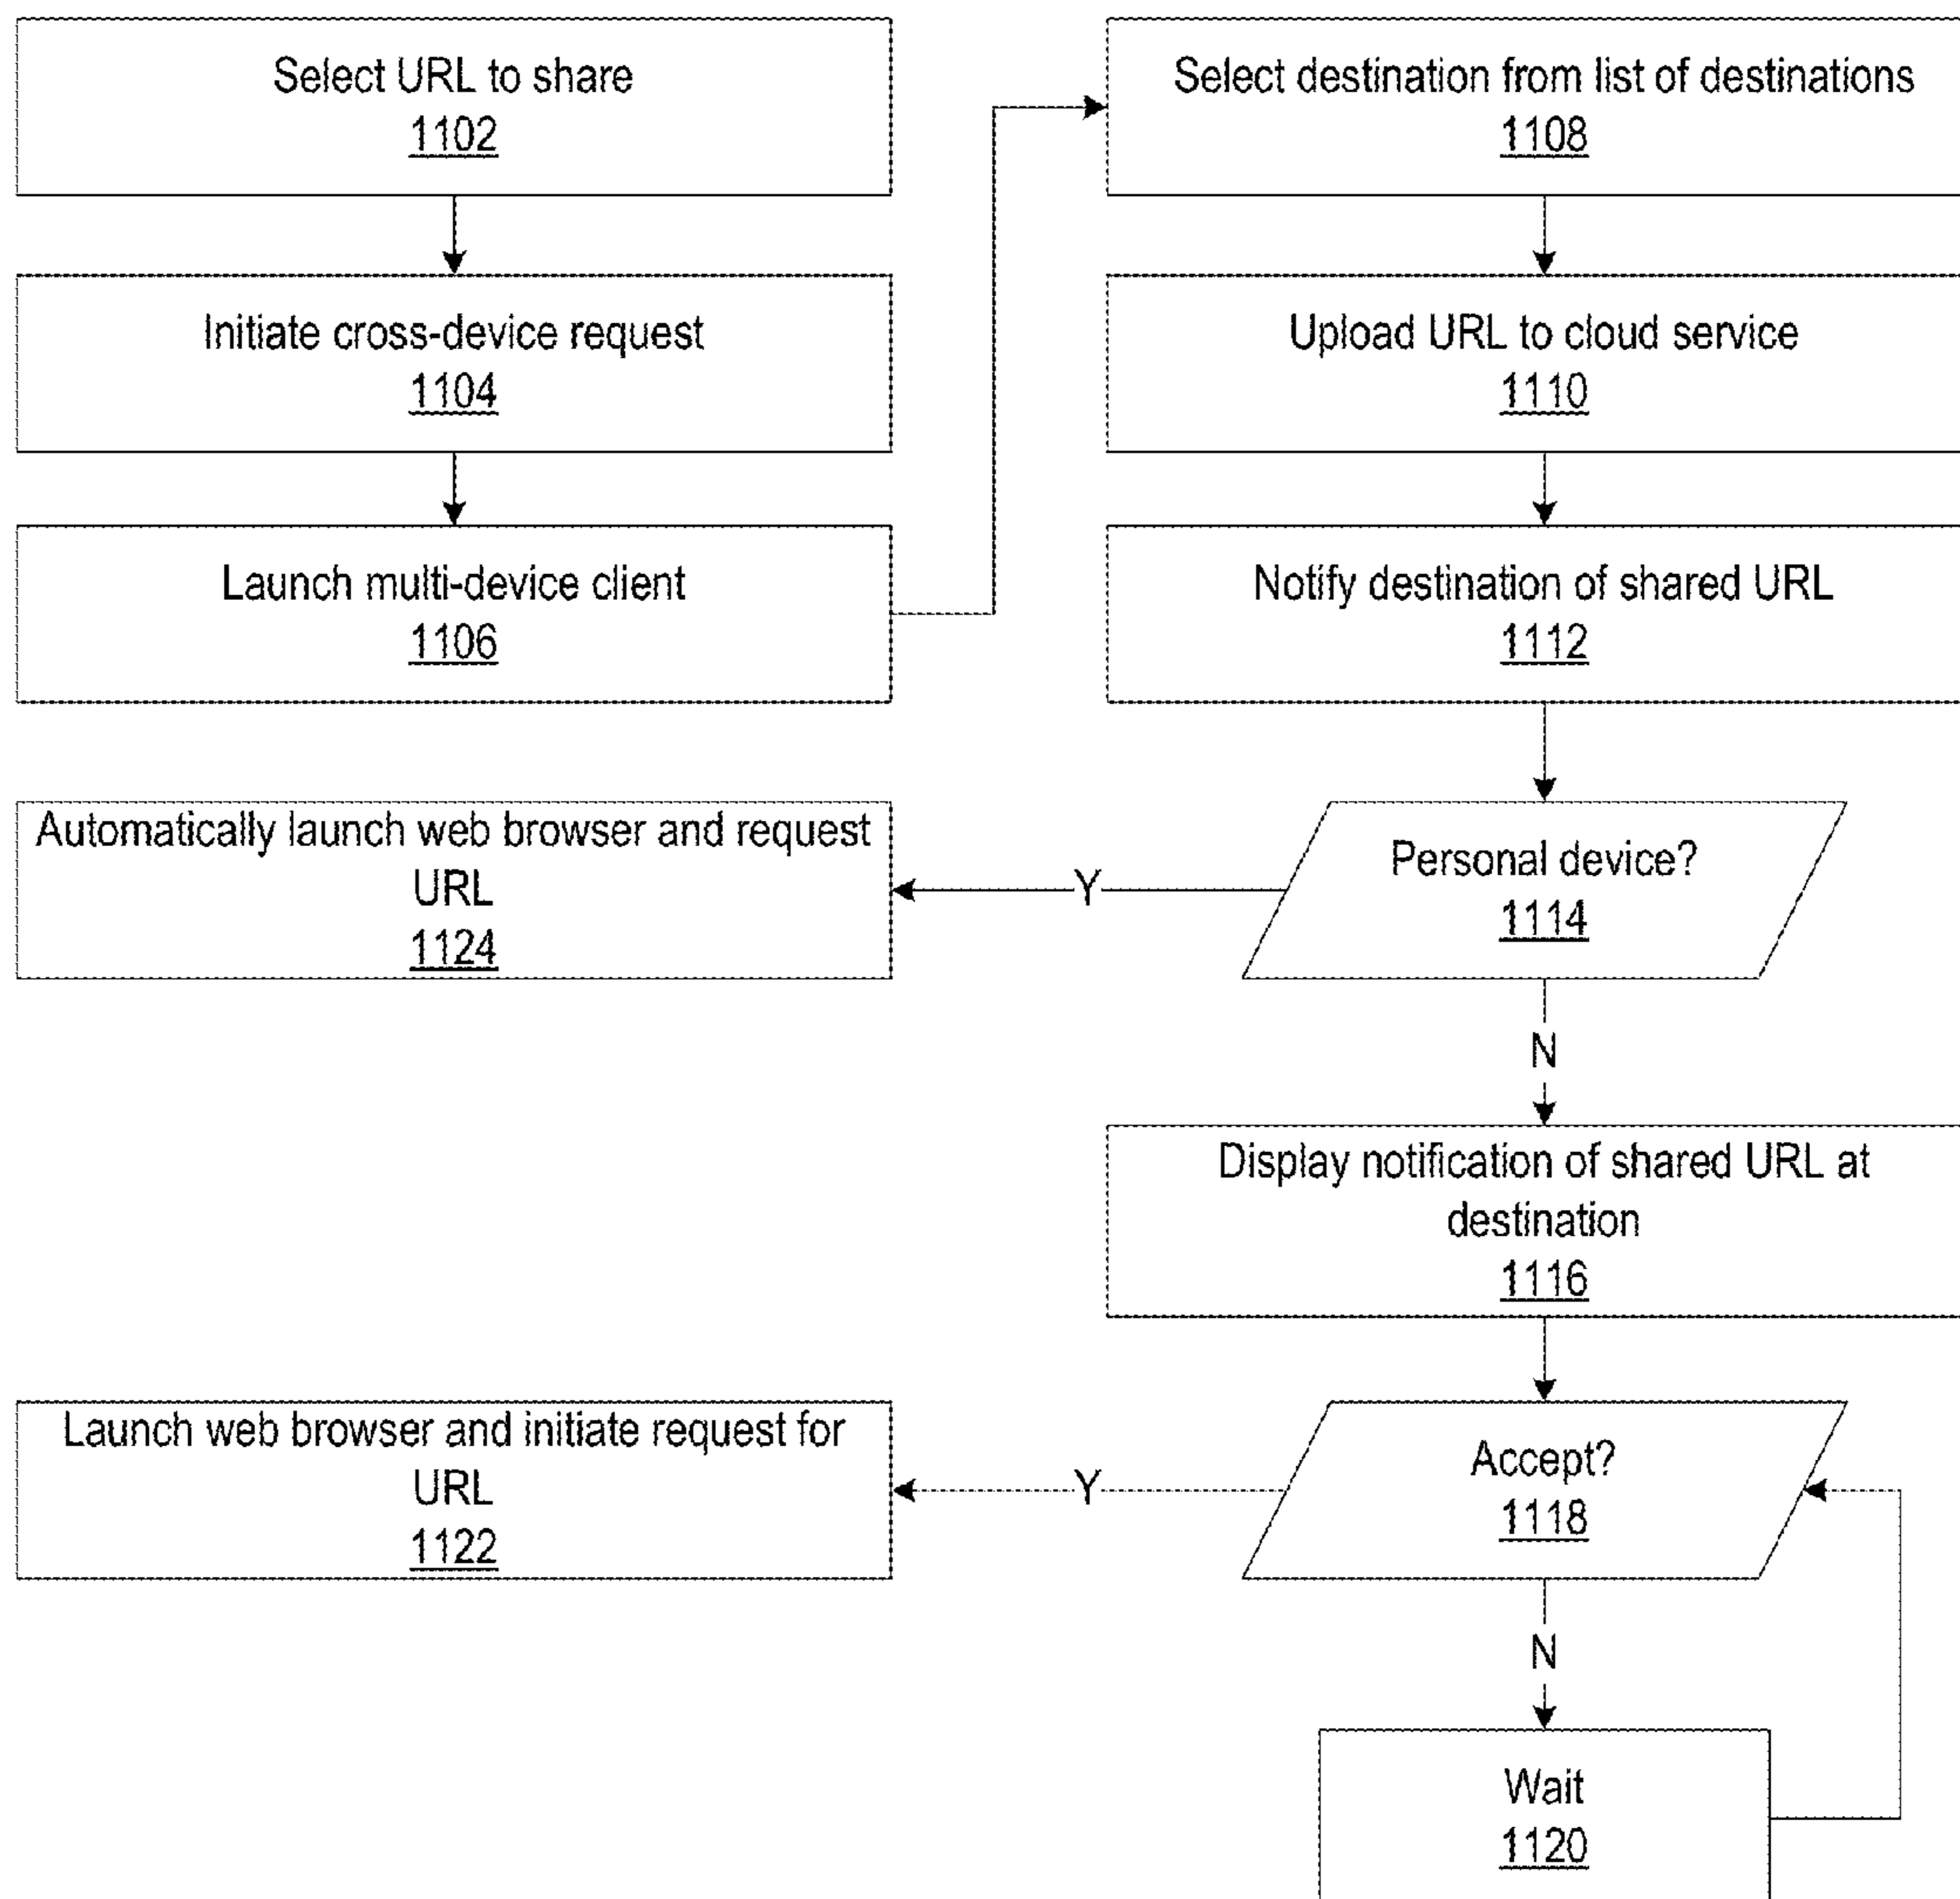 Select URL to share
1102
Initiate cross-device request
1104
Launch multi-device client
1106
Select destination from list of destinations
1108
Upload URL to cloud service
1110
Notify destination of shared URL
1112
Personal device?
1114
Y
Automatically launch web browser and request
URL
1124
N
Display notification of shared URL at
destination
1116
Accept?
1118
Y
Launch web browser and initiate request for
URL
1122
N
Wait
1120